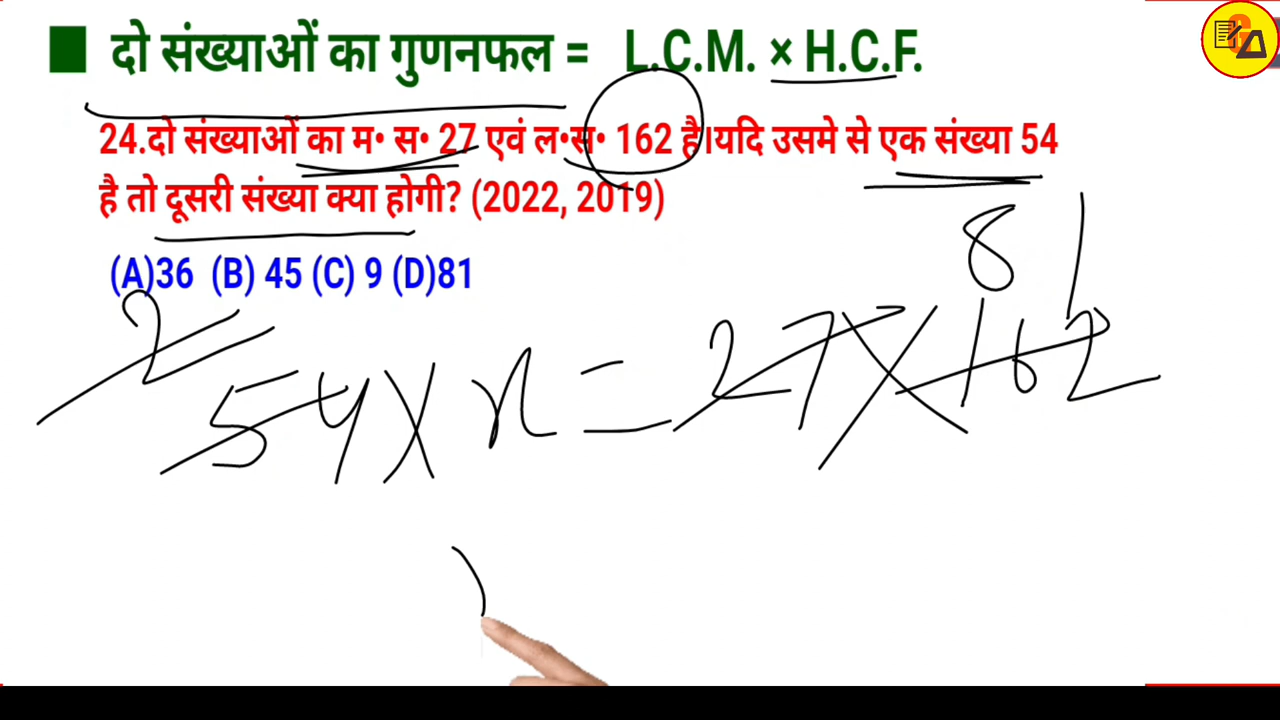 ■ दो संख्याओं का गुणनफल = L.C.M. × H.C.F.
24.दो संख्याओं का म• स• 27 एवं ल•स• 162 है।यदि उसमे से एक संख्या 54
है तो दूसरी संख्या क्या होगी? (2022, 2019)
(A)36 (B) 45 (C) 9 (D)81
2 81
54 × x = 27 × 162